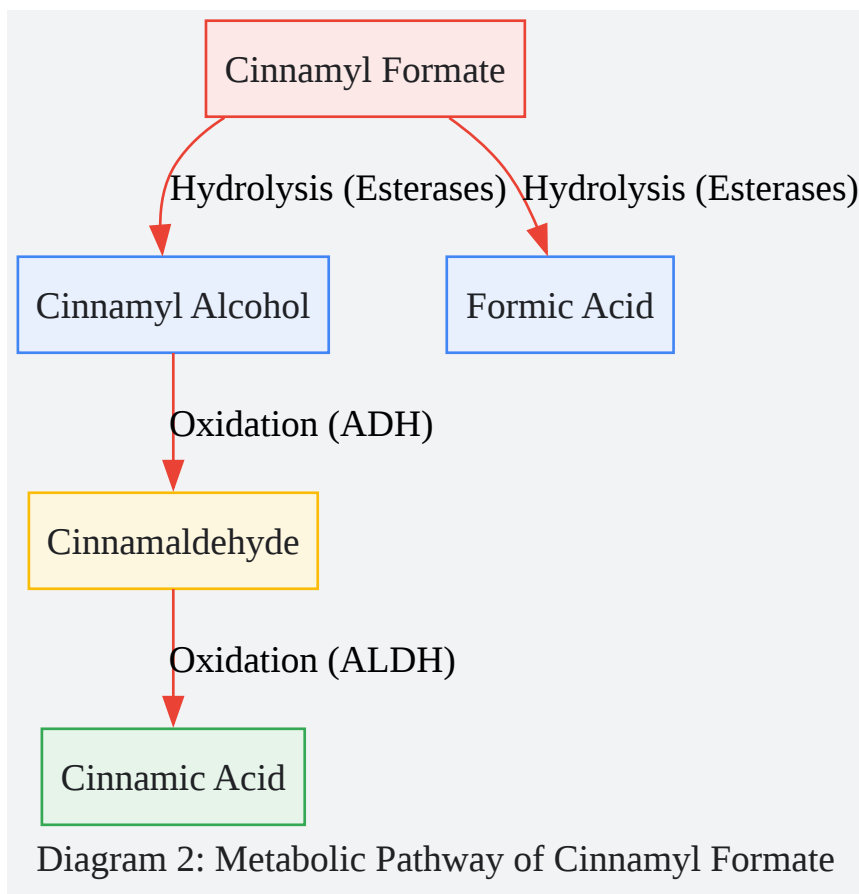 Cinnamyl Formate
Hydrolysis (Esterases)
Hydrolysis (Esterases)
Cinnamyl Alcohol
Formic Acid
Oxidation (ADH)
Cinnamaldehyde
Oxidation (ALDH)
Cinnamic Acid
Diagram 2: Metabolic Pathway of Cinnamyl Formate